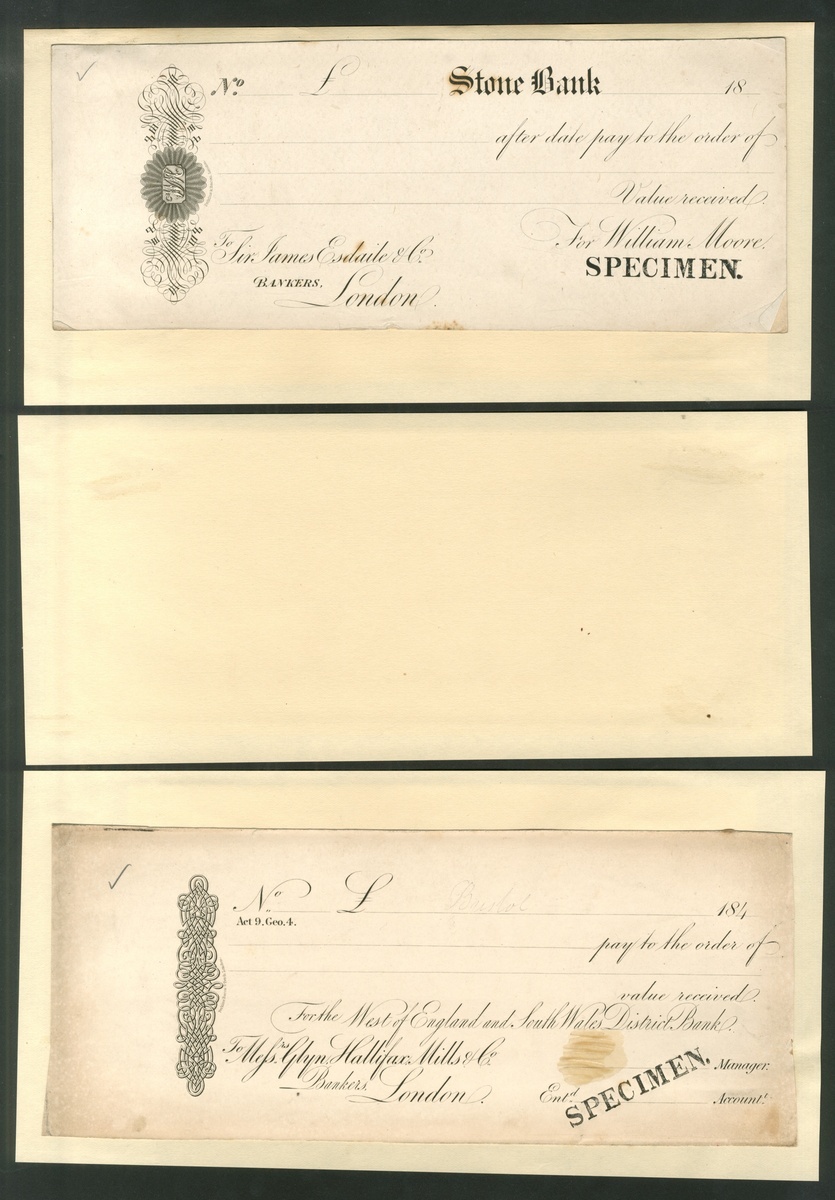 No. £ Stone Bank 18
after date pay to the order of
Value received.
For William Moore.
To Sir James Esdaile & Co.
SPECIMEN.
BANKERS,
London.
No. £ Bristol 184
Act 9. Geo. 4.
pay to the order of
value received.
For the West of England and South Wales District Bank.
To Messrs. Glyn, Hallifax, Mills & Co.
Manager.
Bankers, London.
Entd. Accountt.
SPECIMEN.